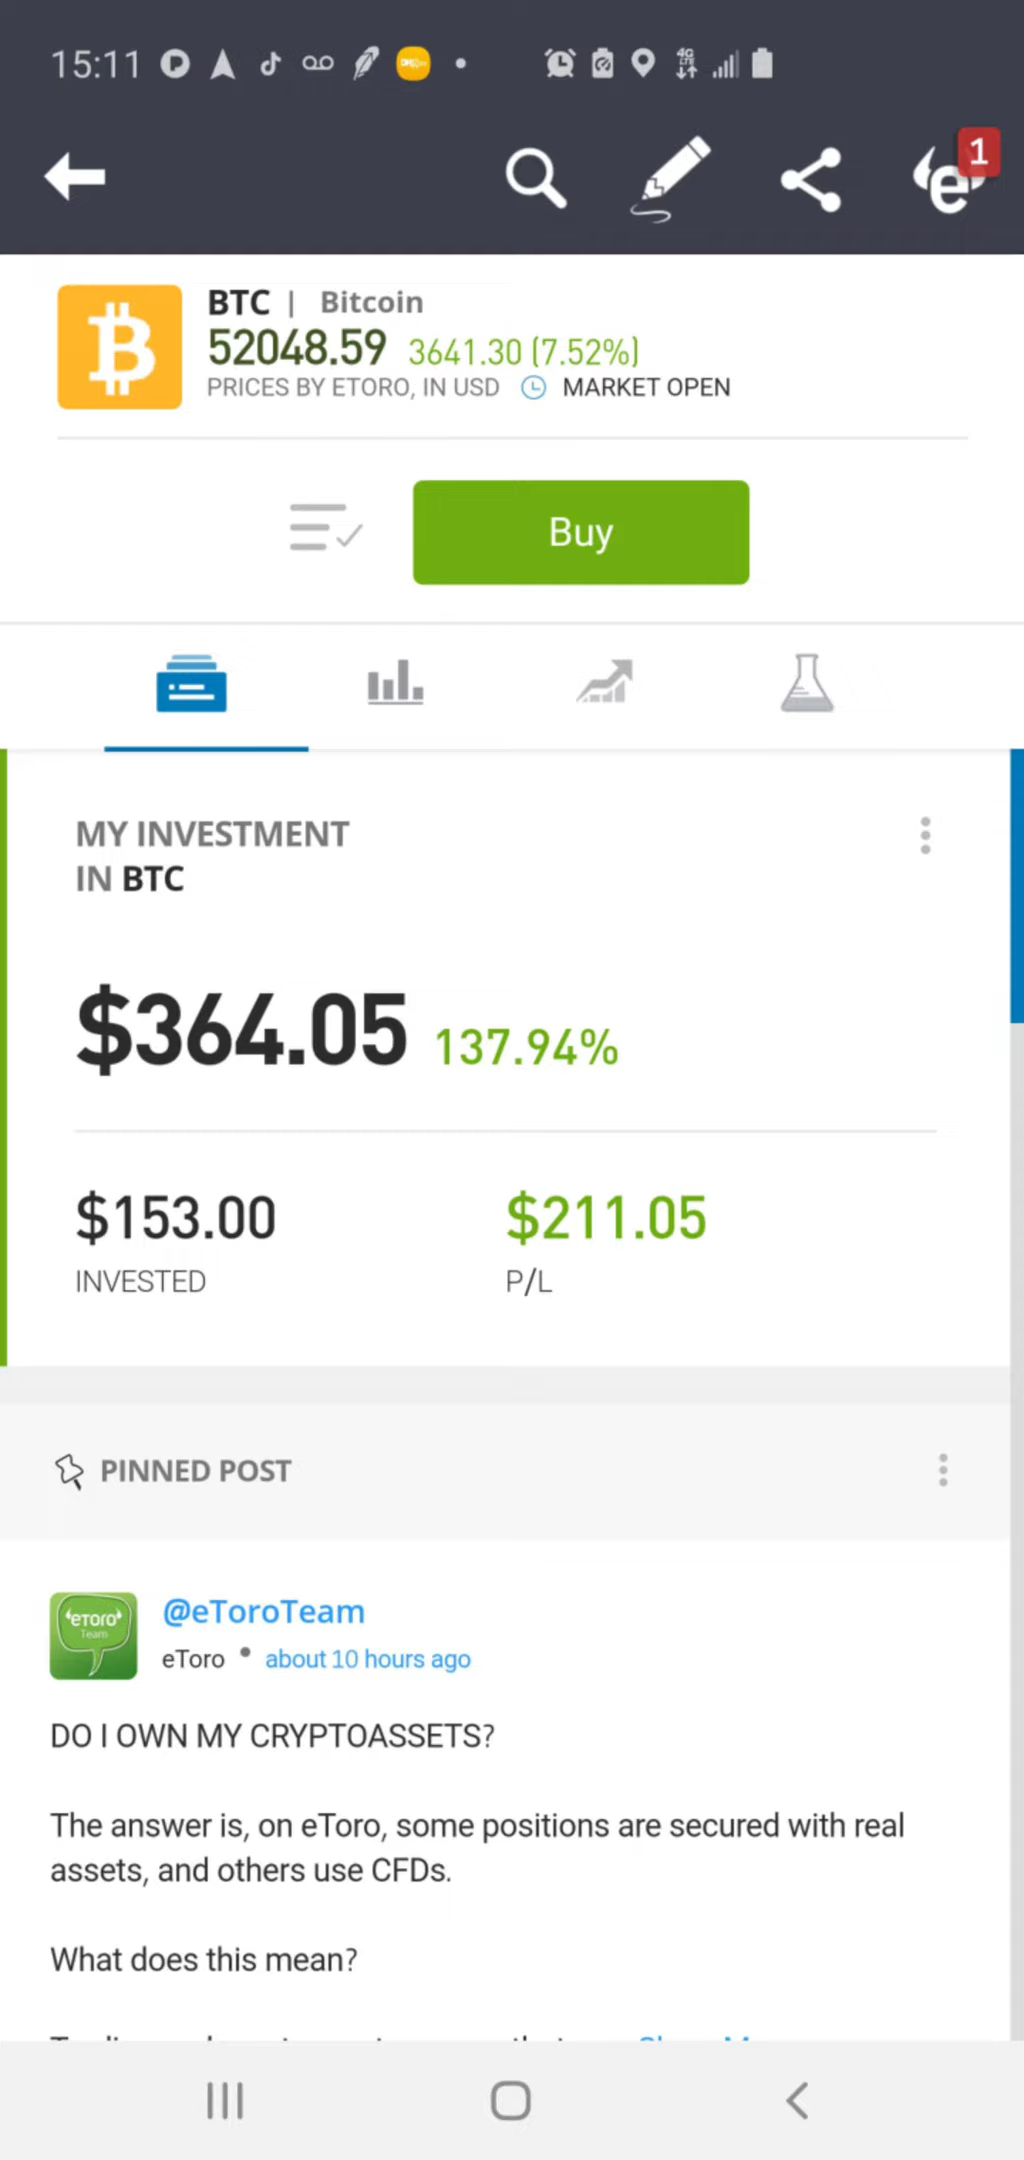 15:11
1
BTC | Bitcoin
52048.59 3641.30 (7.52%)
PRICES BY ETORO, IN USD MARKET OPEN
Buy
MY INVESTMENT
IN BTC
$364.05 137.94%
$153.00 $211.05
INVESTED P/L
PINNED POST
eTORO
Team
@eToroTeam
eToro • about 10 hours ago
DO I OWN MY CRYPTOASSETS?
The answer is, on eToro, some positions are secured with real
assets, and others use CFDs.
What does this mean?